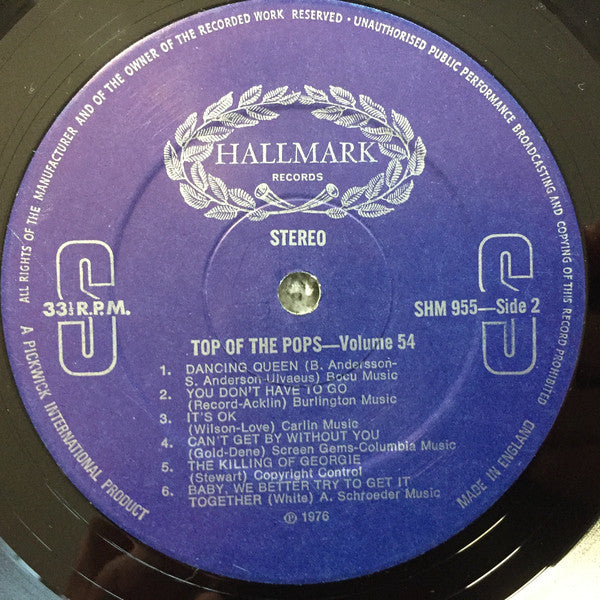 ALL RIGHTS OF THE MANUFACTURER AND OF THE OWNER OF THE RECORDED WORK RESERVED · UNAUTHORISED PUBLIC PERFORMANCE BROADCASTING AND COPYING OF THIS RECORD PROHIBITED
HALLMARK
RECORDS
STEREO
33⅓ R.P.M.
SHM 955—Side 2
TOP OF THE POPS—Volume 54
1. DANCING QUEEN (B. Andersson-
S. Anderson-Ulvaeus) Bocu Music
2. YOU DON'T HAVE TO GO
(Record-Acklin) Burlington Music
3. IT'S OK
(Wilson-Love) Carlin Music
4. CAN'T GET BY WITHOUT YOU
(Gold-Dene) Screen Gems-Columbia Music
5. THE KILLING OF GEORGIE
(Stewart) Copyright Control
6. BABY, WE BETTER TRY TO GET IT
TOGETHER (White) A. Schroeder Music
℗ 1976
A PICKWICK INTERNATIONAL PRODUCT
MADE IN ENGLAND